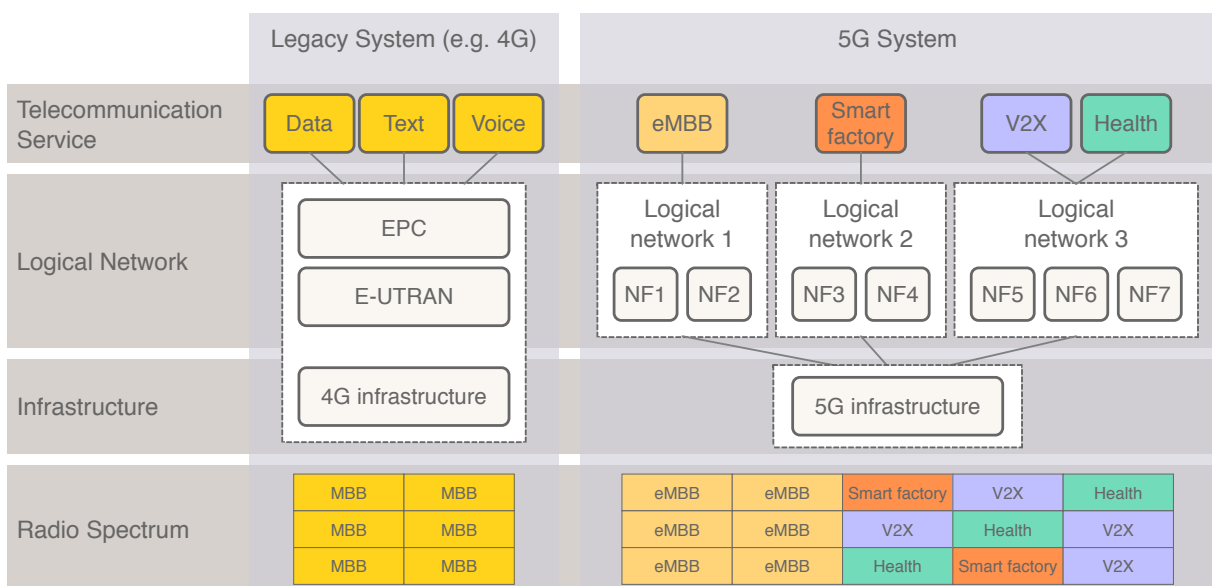 Legacy System (e.g. 4G)
5G System
Telecommunication
Service
Data
Text
Voice
eMBB
Smart
factory
V2X
Health
Logical Network
EPC
E-UTRAN
Logical
network 1
NF1
NF2
Logical
network 2
NF3
NF4
Logical
network 3
NF5
NF6
NF7
Infrastructure
4G infrastructure
5G infrastructure
Radio Spectrum
MBB
MBB
MBB
MBB
MBB
MBB
eMBB
eMBB
Smart factory
V2X
Health
eMBB
eMBB
V2X
Health
V2X
eMBB
eMBB
Health
Smart factory
V2X